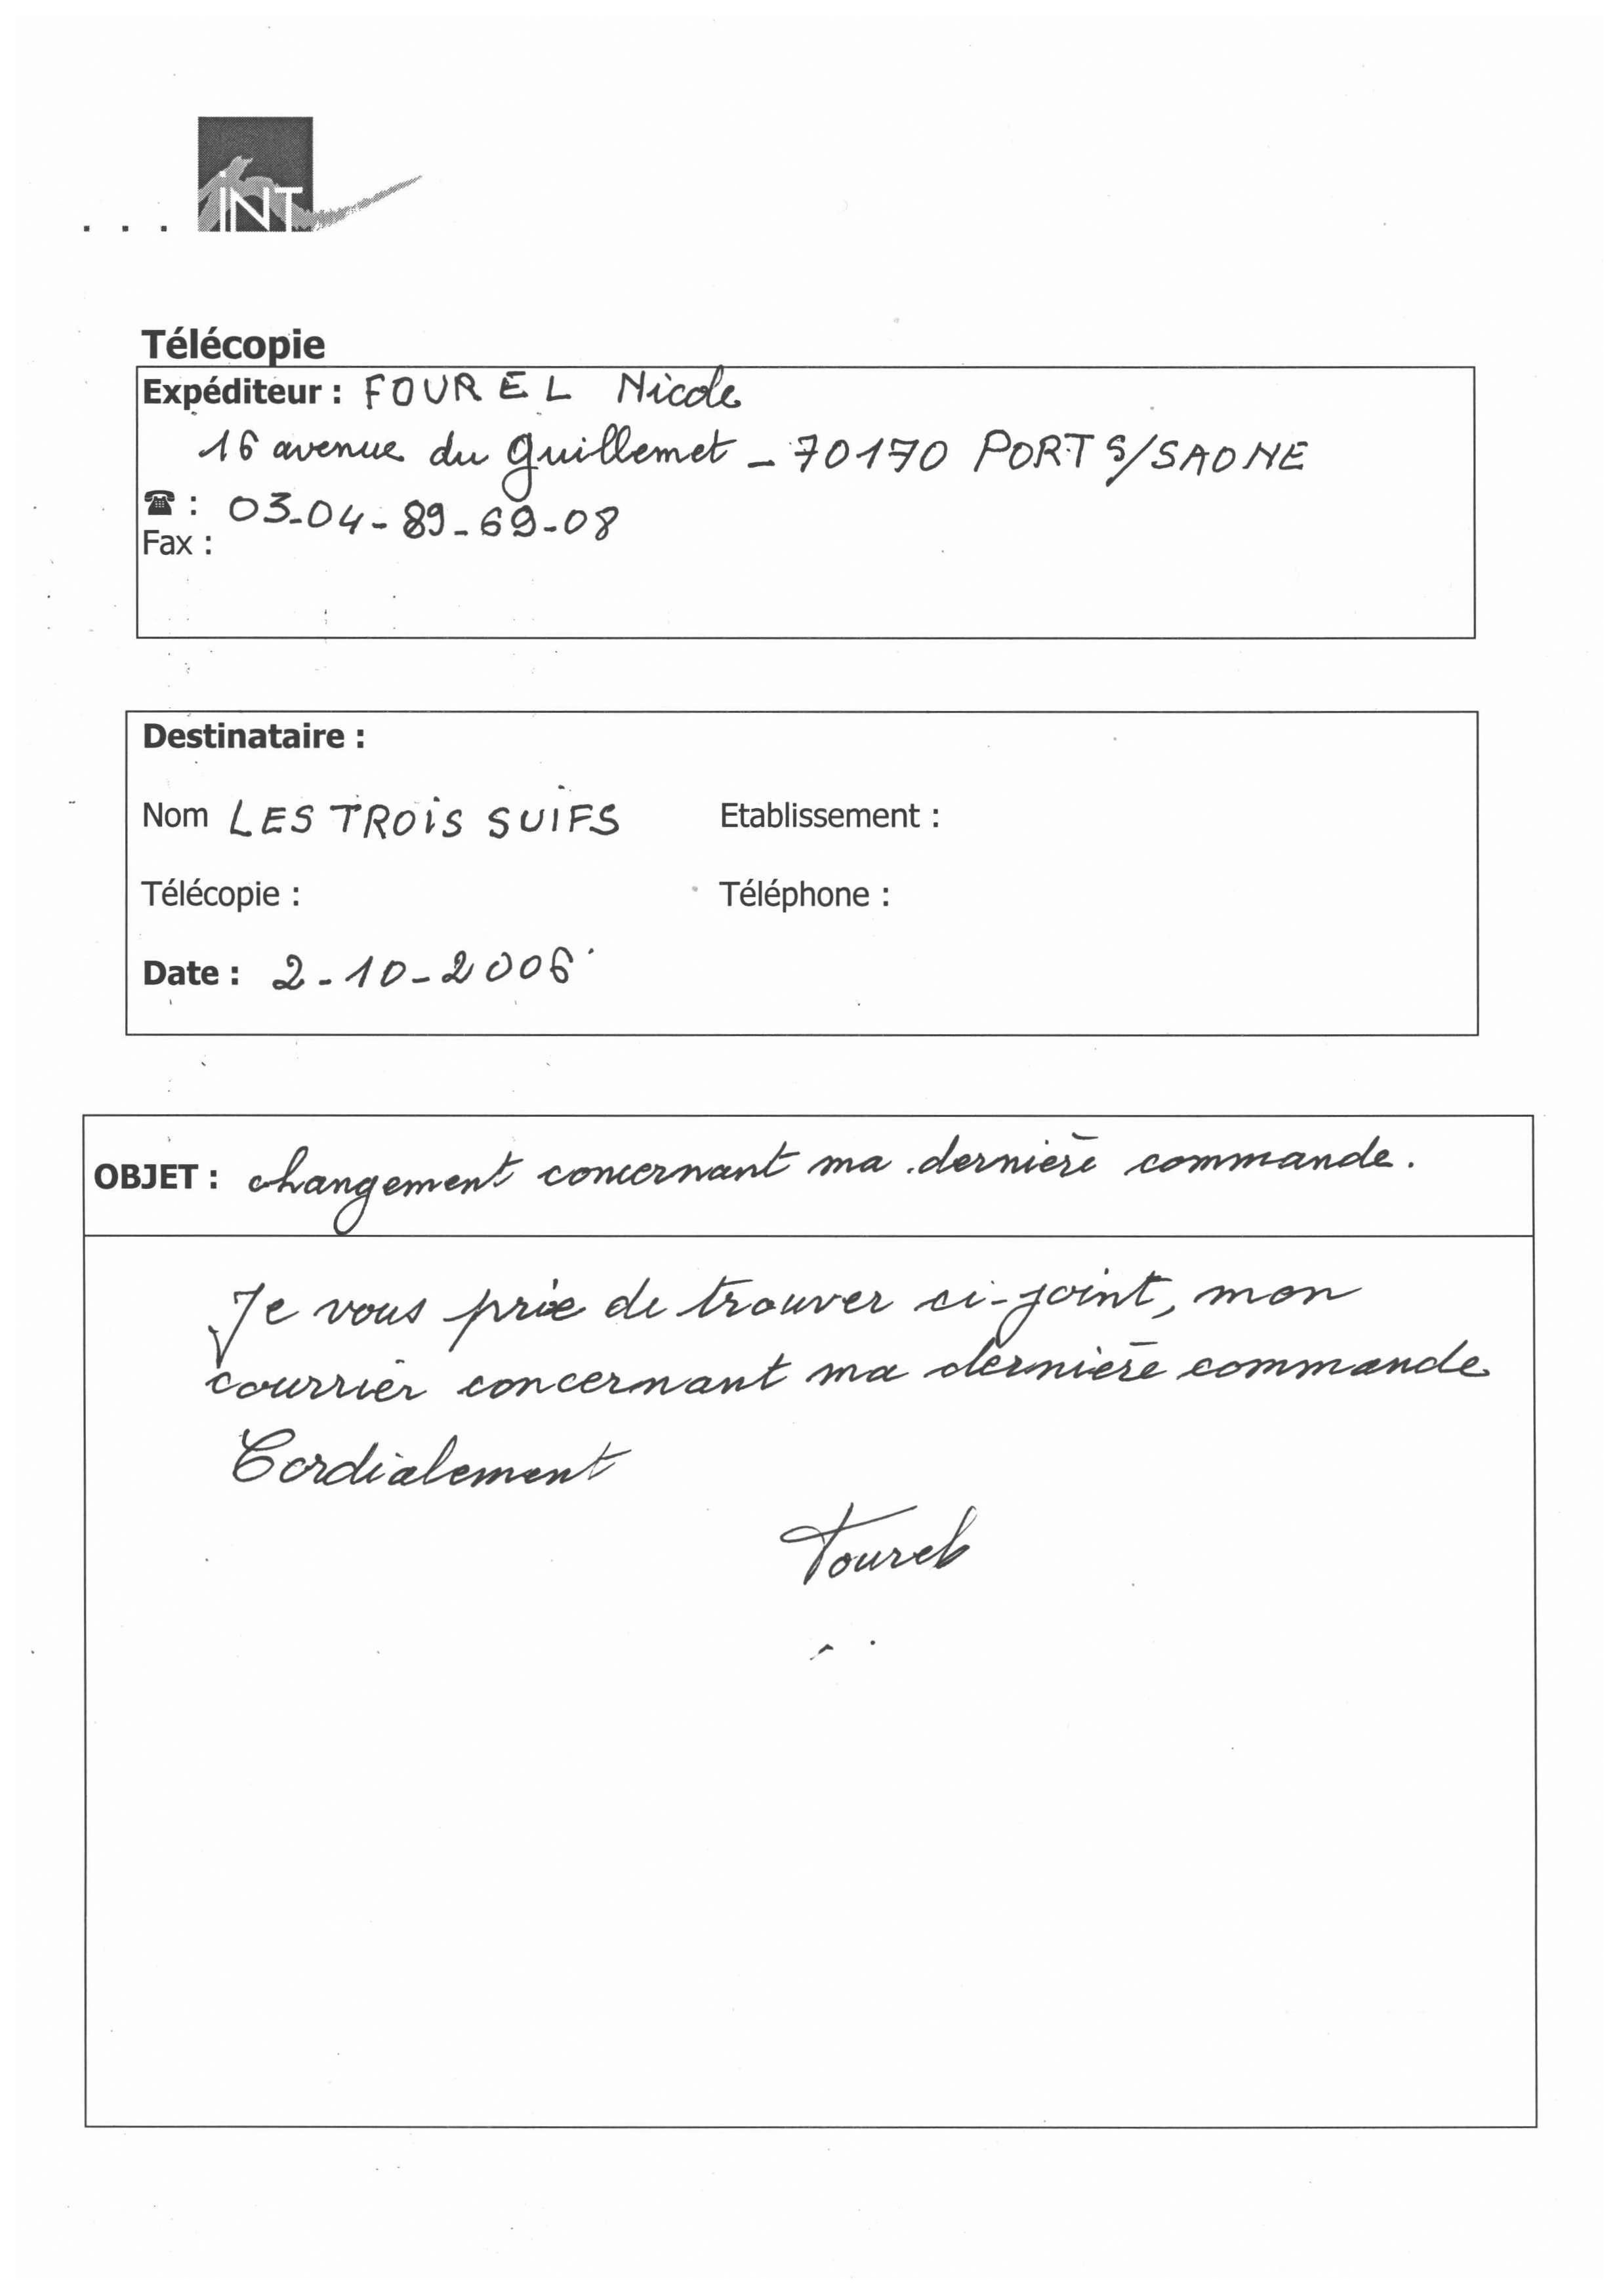 INT
Télécopie
Expéditeur : FOUREL Nicole
16 avenue du guillemet - 70170 PORT S/SAONE
☎ : 03-04-89-69-08
Fax :
Destinataire :
Nom LES TROIS SUIFS Etablissement :
Télécopie : Téléphone :
Date : 2-10-2006
OBJET : changement concernant ma dernière commande.
Je vous prie de trouver ci-joint, mon
courrier concernant ma dernière commande
Cordialement
Fourel